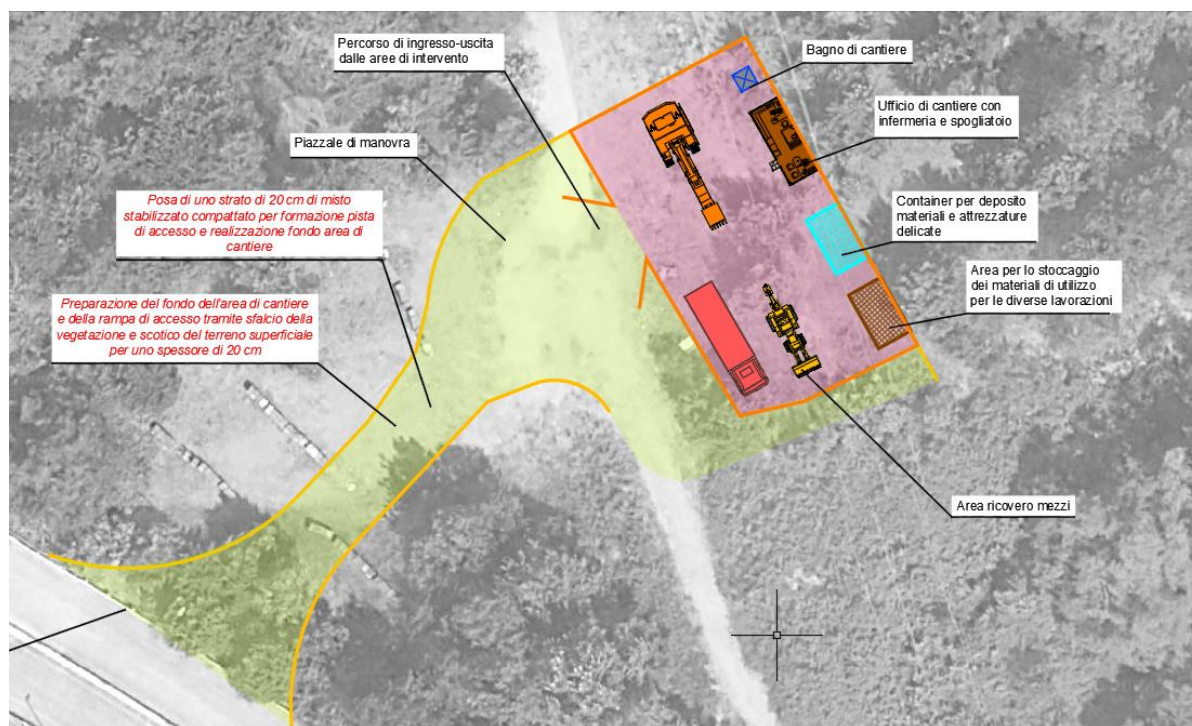 Percorso di ingresso-uscita
dalle aree di intervento
Bagno di cantiere
Ufficio di cantiere con
infermeria e spogliatoio
Piazzale di manovra
Posa di uno strato di 20 cm di misto
stabilizzato compattato per formazione pista
di accesso e realizzazione fondo area di
cantiere
Container per deposito
materiali e attrezzature
delicate
Area per lo stoccaggio
dei materiali di utilizzo
per le diverse lavorazioni
Preparazione del fondo dell'area di cantiere
e della rampa di accesso tramite sfalcio della
vegetazione e scotico del terreno superficiale
per uno spessore di 20 cm
Area ricovero mezzi